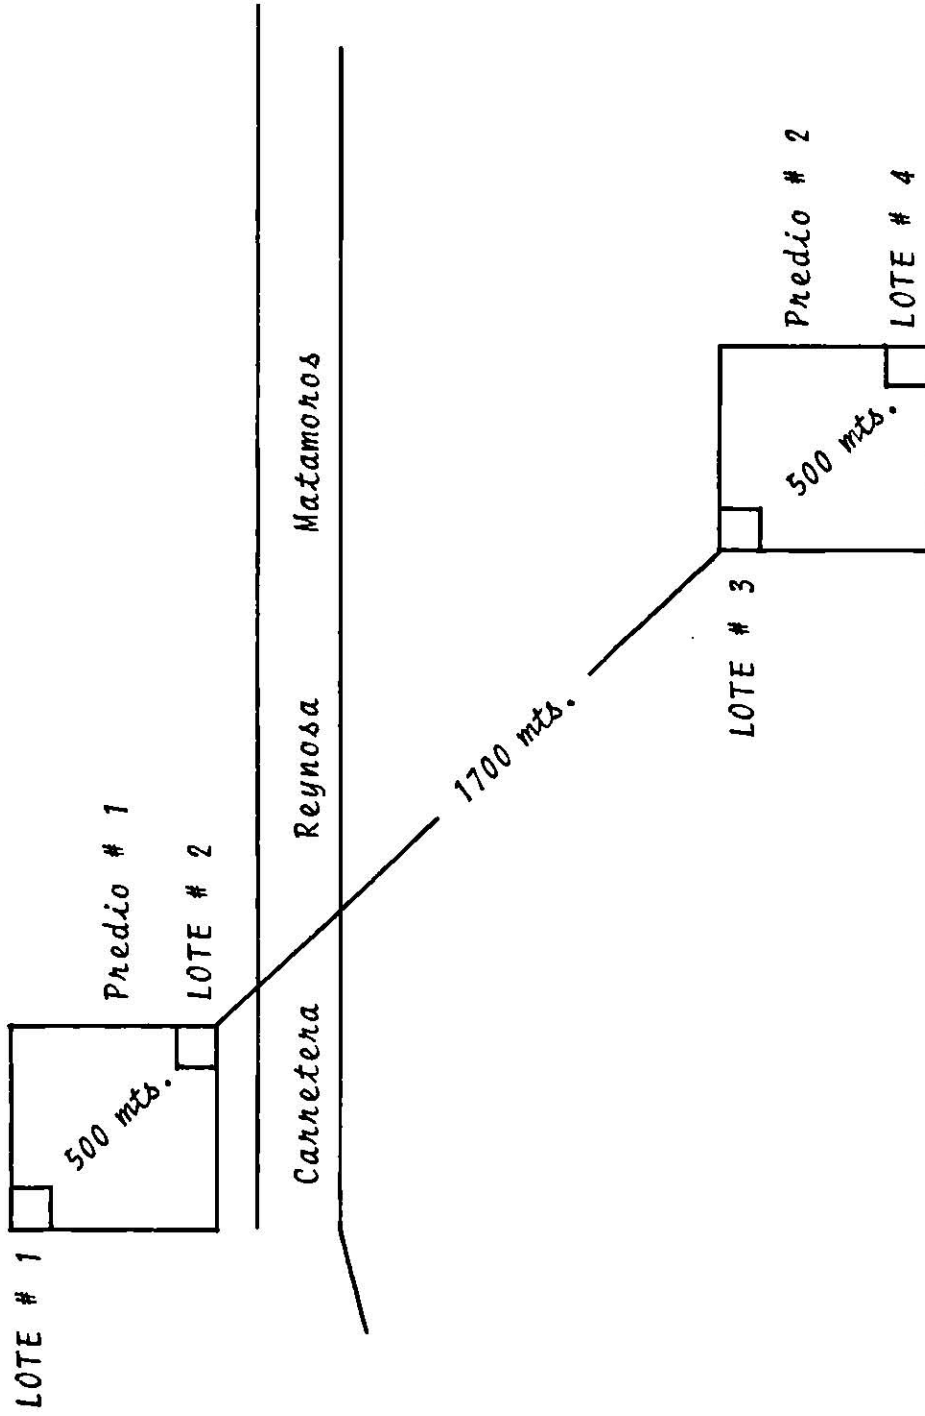 LOTE # 1
500 mts.
Predio # 1
LOTE # 2
Carretera Reynosa Matamoros
1700 mts.
LOTE # 3
500 mts.
Predio # 2
LOTE # 4